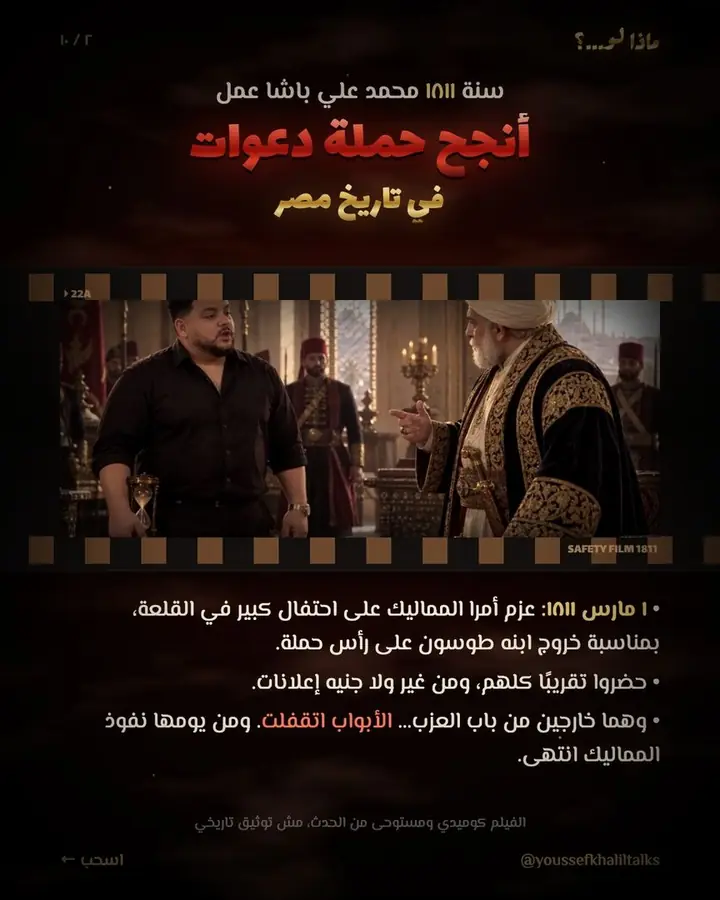 ماذا لو...؟
٢ / ١٠
سنة ١٨١١ محمد علي باشا عمل
أنجح حملة دعوات
في تاريخ مصر
22A
SAFETY FILM 1811
• ١ مارس ١٨١١: عزم أمرا المماليك على احتفال كبير في القلعة،
بمناسبة خروج ابنه طوسون على رأس حملة.
• حضروا تقريبًا كلهم، ومن غير ولا جنيه إعلانات.
• وهما خارجين من باب العزب... الأبواب اتقفلت. ومن يومها نفوذ
المماليك انتهى.
الفيلم كوميدي ومستوحى من الحدث، مش توثيق تاريخي
@youssefkhaliltalks
اسحب ←